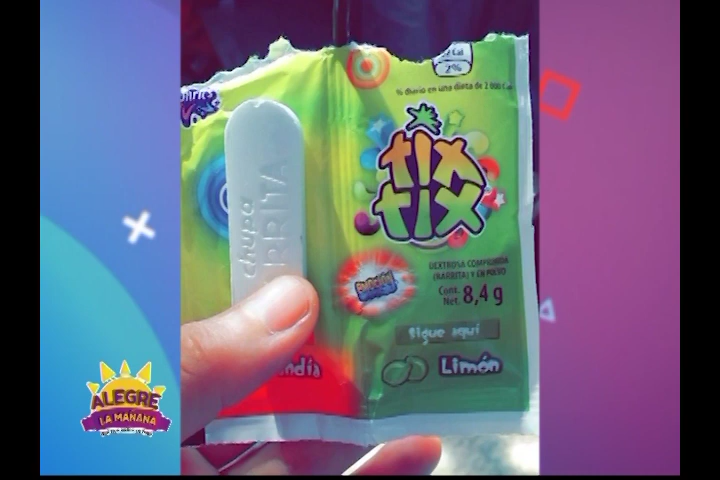 2%
% diario en una dieta de 2 000 Cal
tix
tix
DEXTROSA COMPRIMIDA
(BARRITA) Y EN POLVO
Cont.
Net. 8,4 g
Sigue aquí
Limón
ndía
chupa
RRITA
ALEGRE
LA MAÑANA